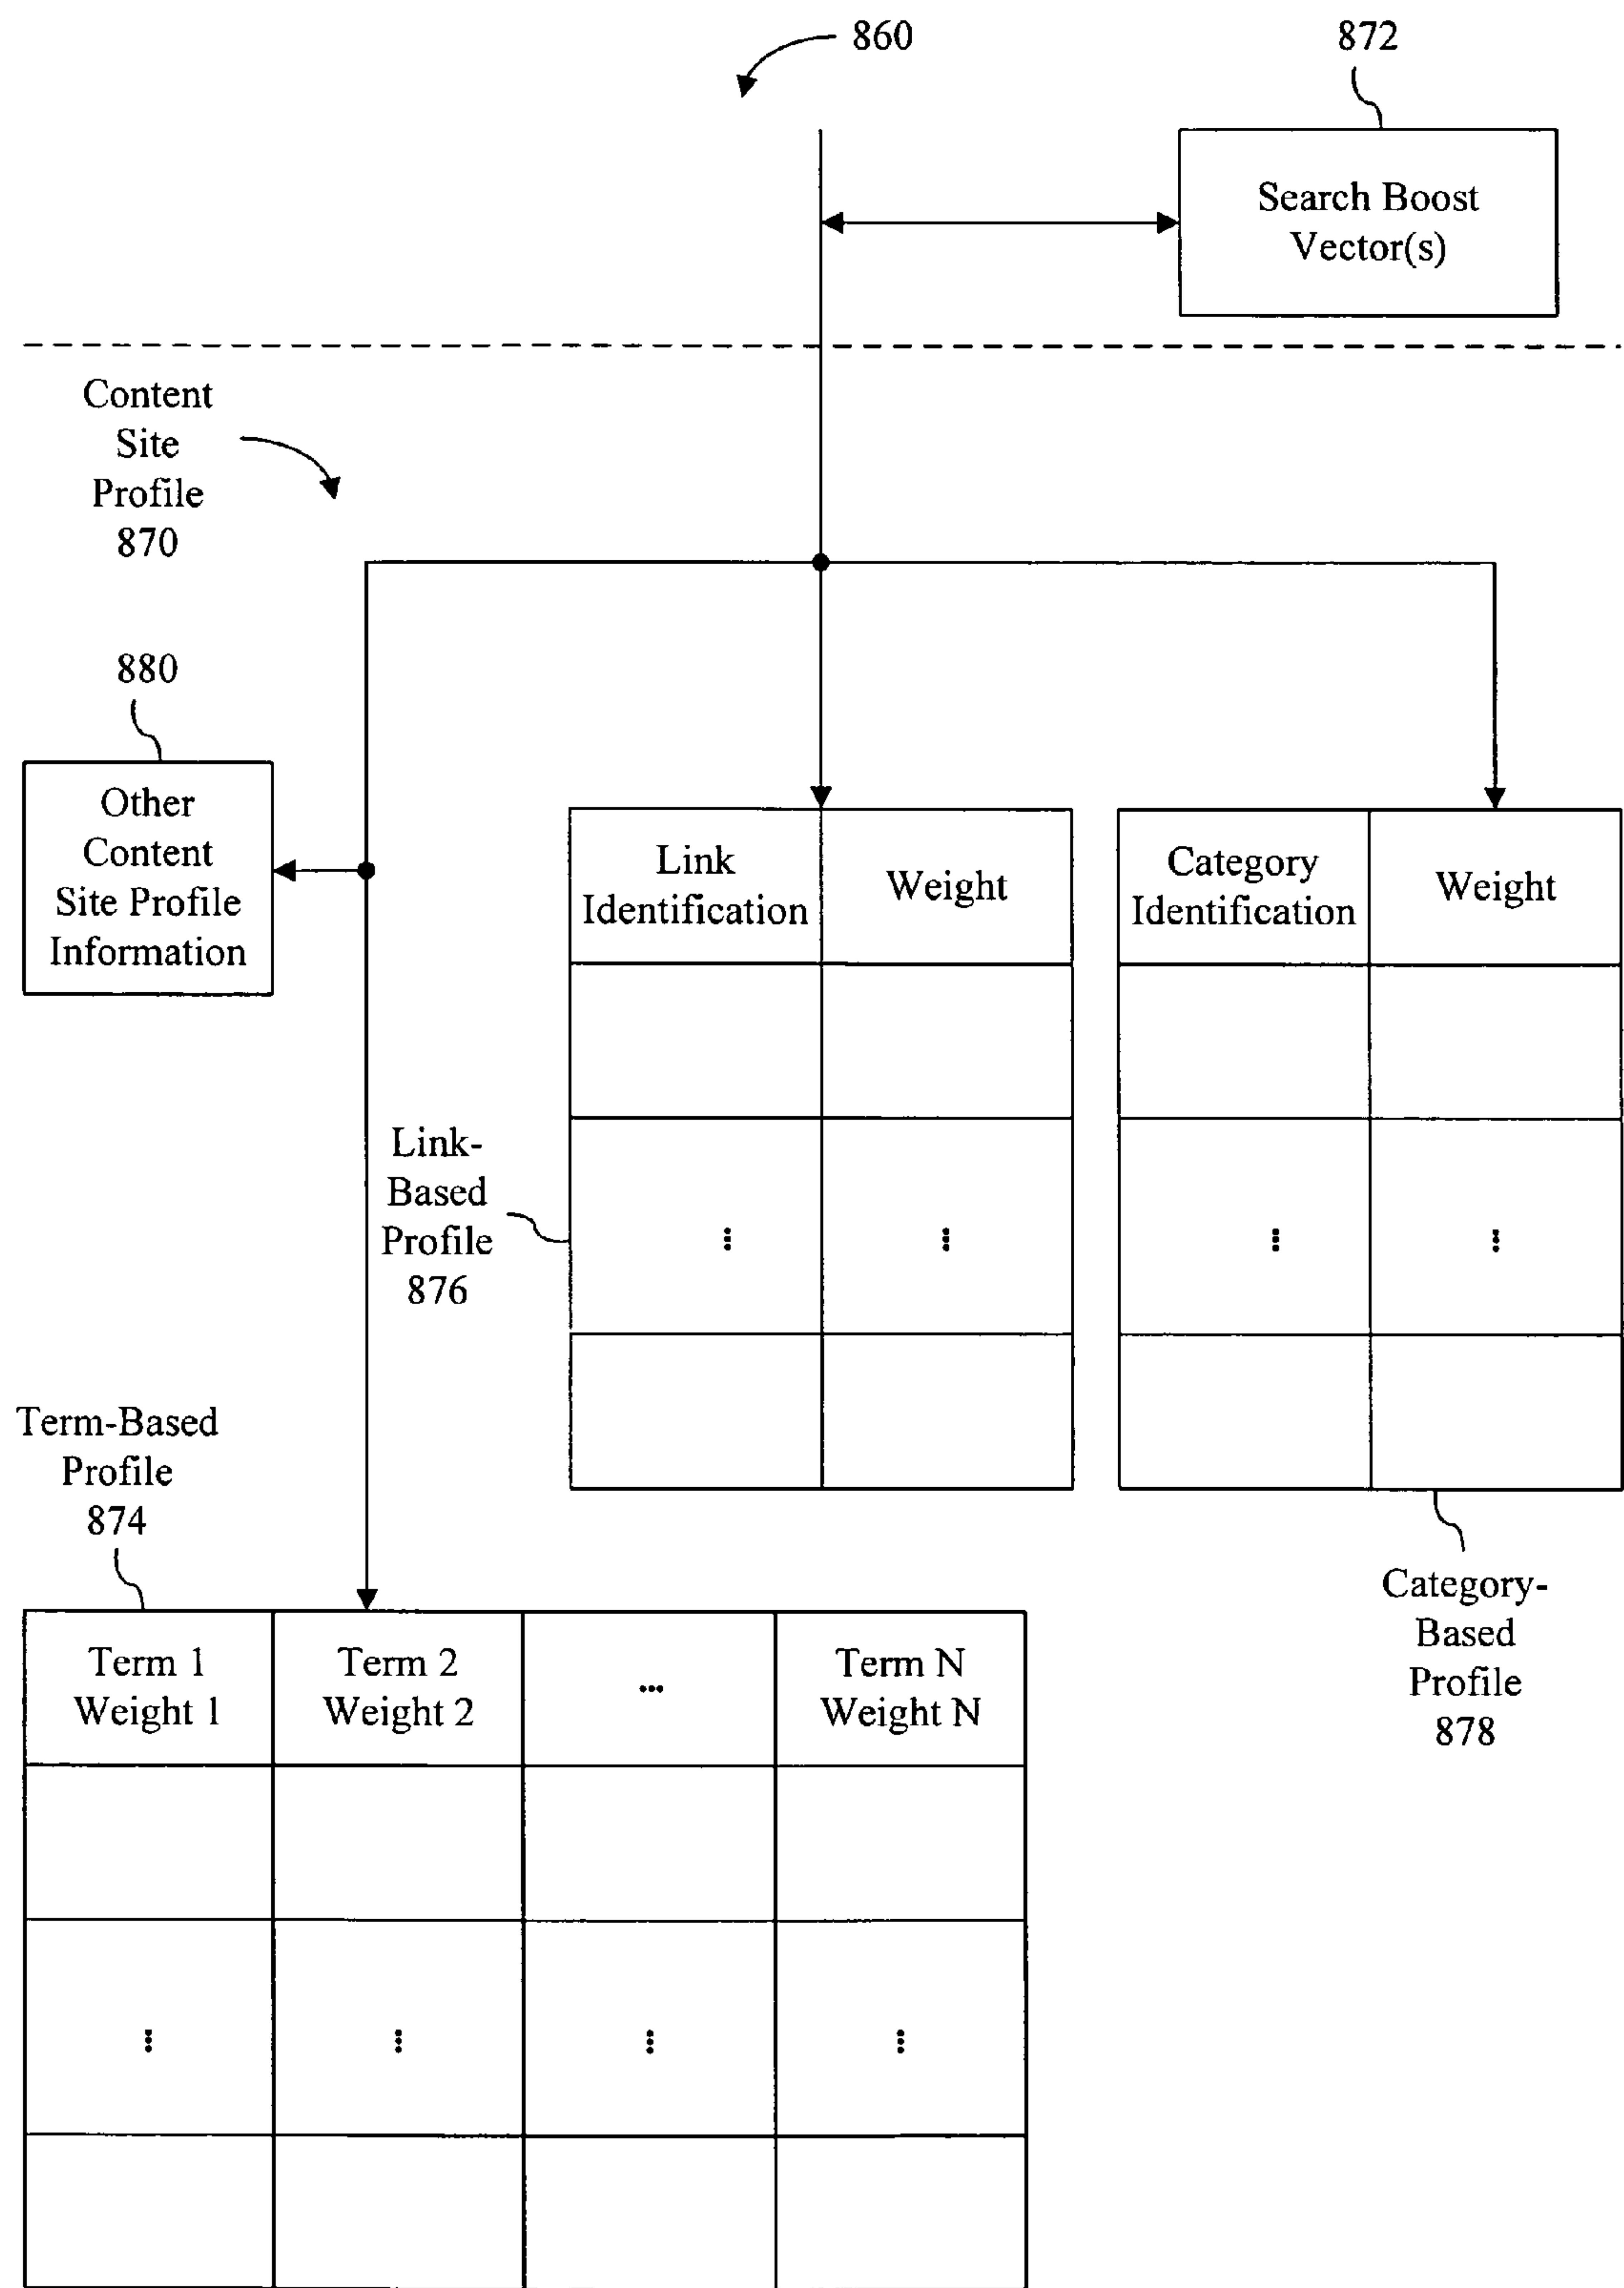 860
872
Search Boost
Vector(s)
Content
Site
Profile
870
880
Other
Content
Site Profile
Information
Link
Identification
Weight
Category
Identification
Weight
Link-
Based
Profile
876
Term-Based
Profile
874
Category-
Based
Profile
878
Term 1
Weight 1
Term 2
Weight 2
...
Term N
Weight N